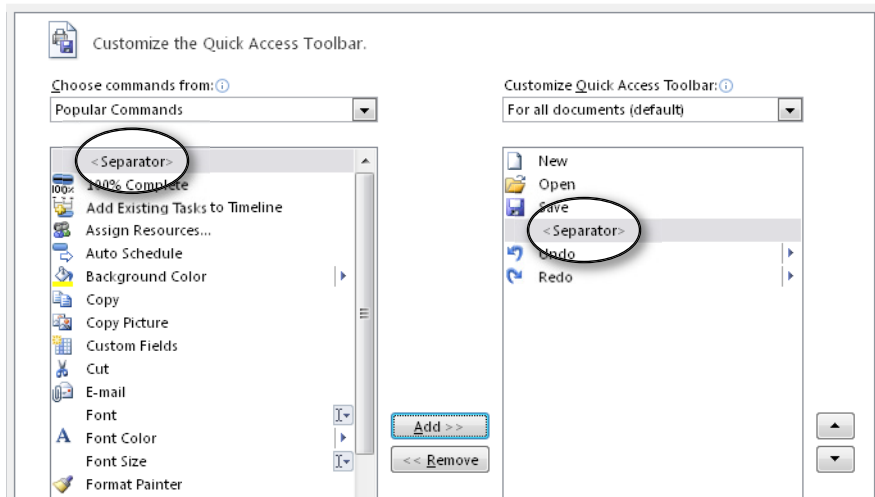 Customize the Quick Access Toolbar.
Choose commands from:
Popular Commands
<Separator>
100% Complete
Add Existing Tasks to Timeline
Assign Resources...
Auto Schedule
Background Color
Copy
Copy Picture
Custom Fields
Cut
E-mail
Font
Font Color
Font Size
Format Painter
Add >>
<< Remove
Customize Quick Access Toolbar:
For all documents (default)
New
Open
Save
<Separator>
Undo
Redo